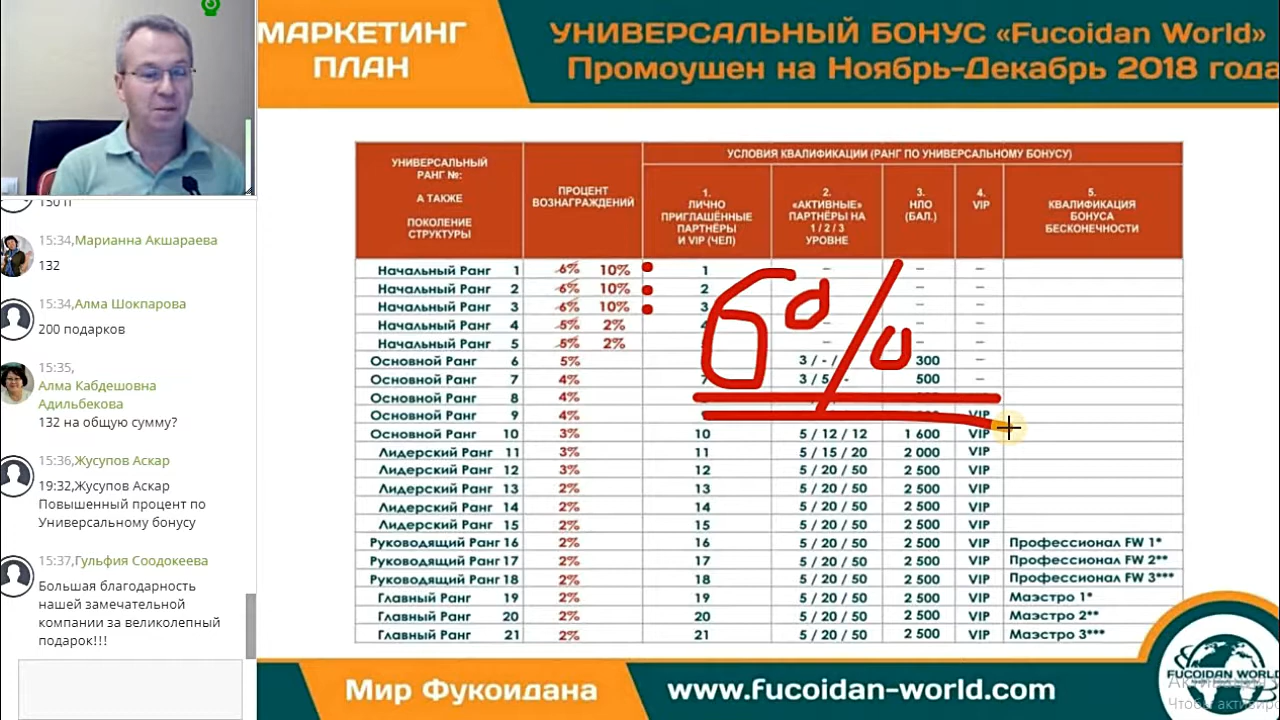 МАРКЕТИНГ
ПЛАН
УНИВЕРСАЛЬНЫЙ БОНУС «Fucoidan World»
Промоушен на Ноябрь-Декабрь 2018 года
15:34, Марианна Акшараева
132
15:34, Алма Шокпарова
200 подарков
15:35,
Алма Кабдешовна
Адильбекова
132 на общую сумму?
15:36, Жусупов Аскар
19:32, Жусупов Аскар
Повышенный процент по
Универсальному бонусу
15:37, Гульфия Соодокеева
Большая благодарность
нашей замечательной
компании за великолепный
подарок!!!
УНИВЕРСАЛЬНЫЙ
РАНГ №:
А ТАКЖЕ
ПОКОЛЕНИЕ
СТРУКТУРЫ
ПРОЦЕНТ
ВОЗНАГРАЖДЕНИЙ
УСЛОВИЯ КВАЛИФИКАЦИИ (РАНГ ПО УНИВЕРСАЛЬНОМУ БОНУСУ)
1.
ЛИЧНО
ПРИГЛАШЁННЫЕ
ПАРТНЁРЫ
И VIP (ЧЕЛ)
2.
«АКТИВНЫЕ»
ПАРТНЁРЫ НА
1 / 2 / 3
УРОВНЕ
3.
НЛО
(БАЛ.)
4.
VIP
5.
КВАЛИФИКАЦИЯ
БОНУСА
БЕСКОНЕЧНОСТИ
Начальный Ранг 1 6% 10% 1 – – –
Начальный Ранг 2 6% 10% 2 – –
Начальный Ранг 3 6% 10% 3 – –
Начальный Ранг 4 5% 2% – –
Начальный Ранг 5 5% 2% – – –
Основной Ранг 6 5% 3 / - / 300 –
Основной Ранг 7 4% 7 3 / 5 - 500 –
Основной Ранг 8 4%
Основной Ранг 9 4% VIP
Основной Ранг 10 3% 10 5 / 12 / 12 1 600 VIP
Лидерский Ранг 11 3% 11 5 / 15 / 20 2 000 VIP
Лидерский Ранг 12 3% 12 5 / 20 / 50 2 500 VIP
Лидерский Ранг 13 2% 13 5 / 20 / 50 2 500 VIP
Лидерский Ранг 14 2% 14 5 / 20 / 50 2 500 VIP
Лидерский Ранг 15 2% 15 5 / 20 / 50 2 500 VIP
Руководящий Ранг 16 2% 16 5 / 20 / 50 2 500 VIP Профессионал FW 1*
Руководящий Ранг 17 2% 17 5 / 20 / 50 2 500 VIP Профессионал FW 2**
Руководящий Ранг 18 2% 18 5 / 20 / 50 2 500 VIP Профессионал FW 3***
Главный Ранг 19 2% 19 5 / 20 / 50 2 500 VIP Маэстро 1*
Главный Ранг 20 2% 20 5 / 20 / 50 2 500 VIP Маэстро 2**
Главный Ранг 21 2% 21 5 / 20 / 50 2 500 VIP Маэстро 3***
6%
Мир Фукоидана
www.fucoidan-world.com
FUCOIDAN WORLD